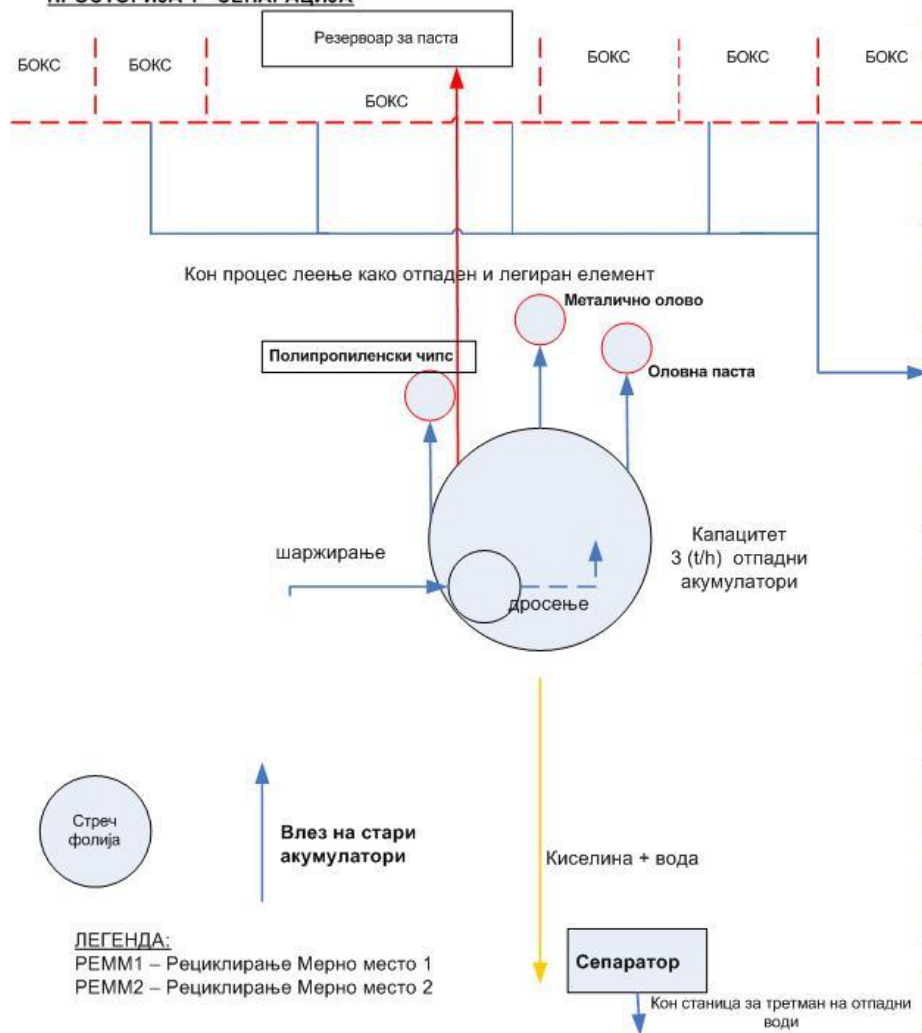 Резервоар за паста
БОКС
БОКС
БОКС
БОКС
БОКС
БОКС
Кон процес леење како отпаден и легиран елемент
Металично олово
Полипропиленски чипс
Оловна паста
шаржирање
Капацитет
3 (t/h) отпадни
акумулатори
дросење
Стреч
фолија
Влез на стари
акумулатори
Киселина + вода
ЛЕГЕНДА:
РЕММ1 – Рециклирање Мерно место 1
РЕММ2 – Рециклирање Мерно место 2
Сепаратор
Кон станица за третман на отпадни
води